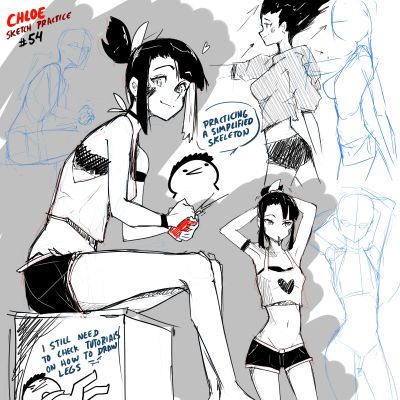 CHLOE
SKETCH PRACTICE
#54
PRACTICING
A SIMPLIFIED
SKELETON
I STILL NEED
TO CHECK TUTORIALS
ON HOW TO DRAW
LEGS